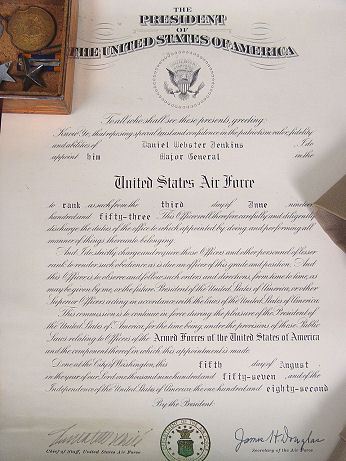 THE
PRESIDENT
OF
THE UNITED STATES OF AMERICA
To all who shall see these presents, greeting:
Know Ye, that reposing special trust and confidence in the patriotism, valor, fidelity
and abilities of Daniel Webster Jenkins I do
appoint him Major General in the
United States Air Force
to rank as such from the third day of June nineteen
hundred and fifty-three. This Officer will therefore carefully and diligently
discharge the duties of the office to which appointed by doing and performing all
manner of things thereunto belonging.
And I do strictly charge and require those Officers and other personnel of lesser
rank to render such obedience as is due an officer of this grade and position. And
this Officer is to observe and follow such orders and directions, from time to time, as
may be given by me, or the future President of the United States of America, or other
Superior Officers acting in accordance with the laws of the United States of America.
This commission is to continue in force during the pleasure of the President of
the United States of America for the time being, under the provisions of those Public
Laws relating to Officers of the Armed Forces of the United States of America
and the component thereof in which this appointment is made.
Done at the City of Washington, this fifth day of August
in the year of our Lord one thousand nine hundred and fifty-seven, and of the
Independence of the United States of America the one hundred and eighty-second
By the President:
James H Douglas
Chief of Staff, United States Air Force
Secretary of the Air Force